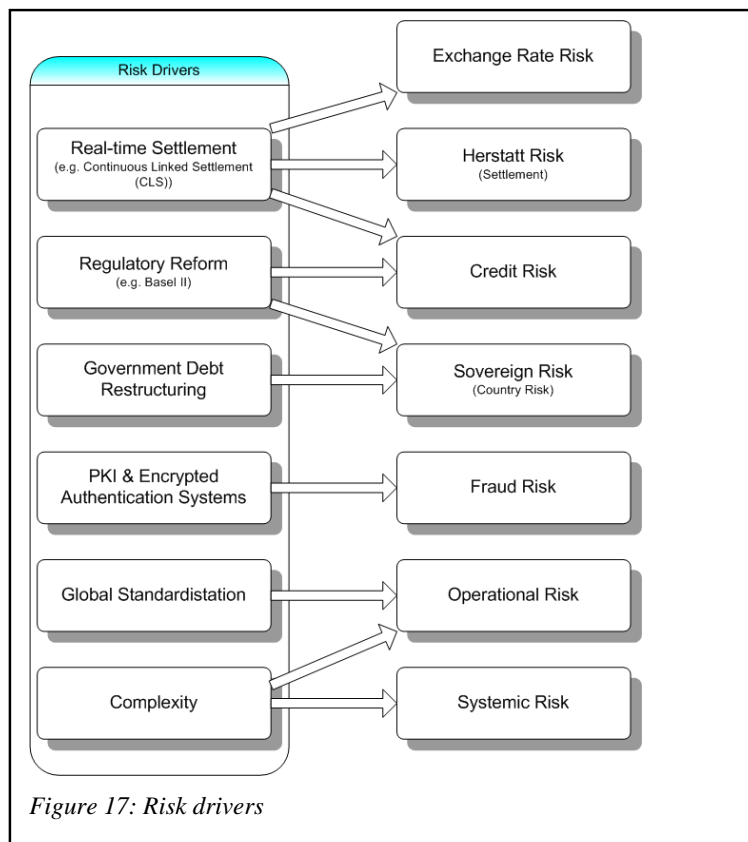 Risk Drivers
Exchange Rate Risk
Real-time Settlement
(e.g. Continuous Linked Settlement
(CLS))
Herstatt Risk
(Settlement)
Regulatory Reform
(e.g. Basel II)
Credit Risk
Government Debt
Restructuring
Sovereign Risk
(Country Risk)
PKI & Encrypted
Authentication Systems
Fraud Risk
Global Standardistation
Operational Risk
Complexity
Systemic Risk
Figure 17: Risk drivers